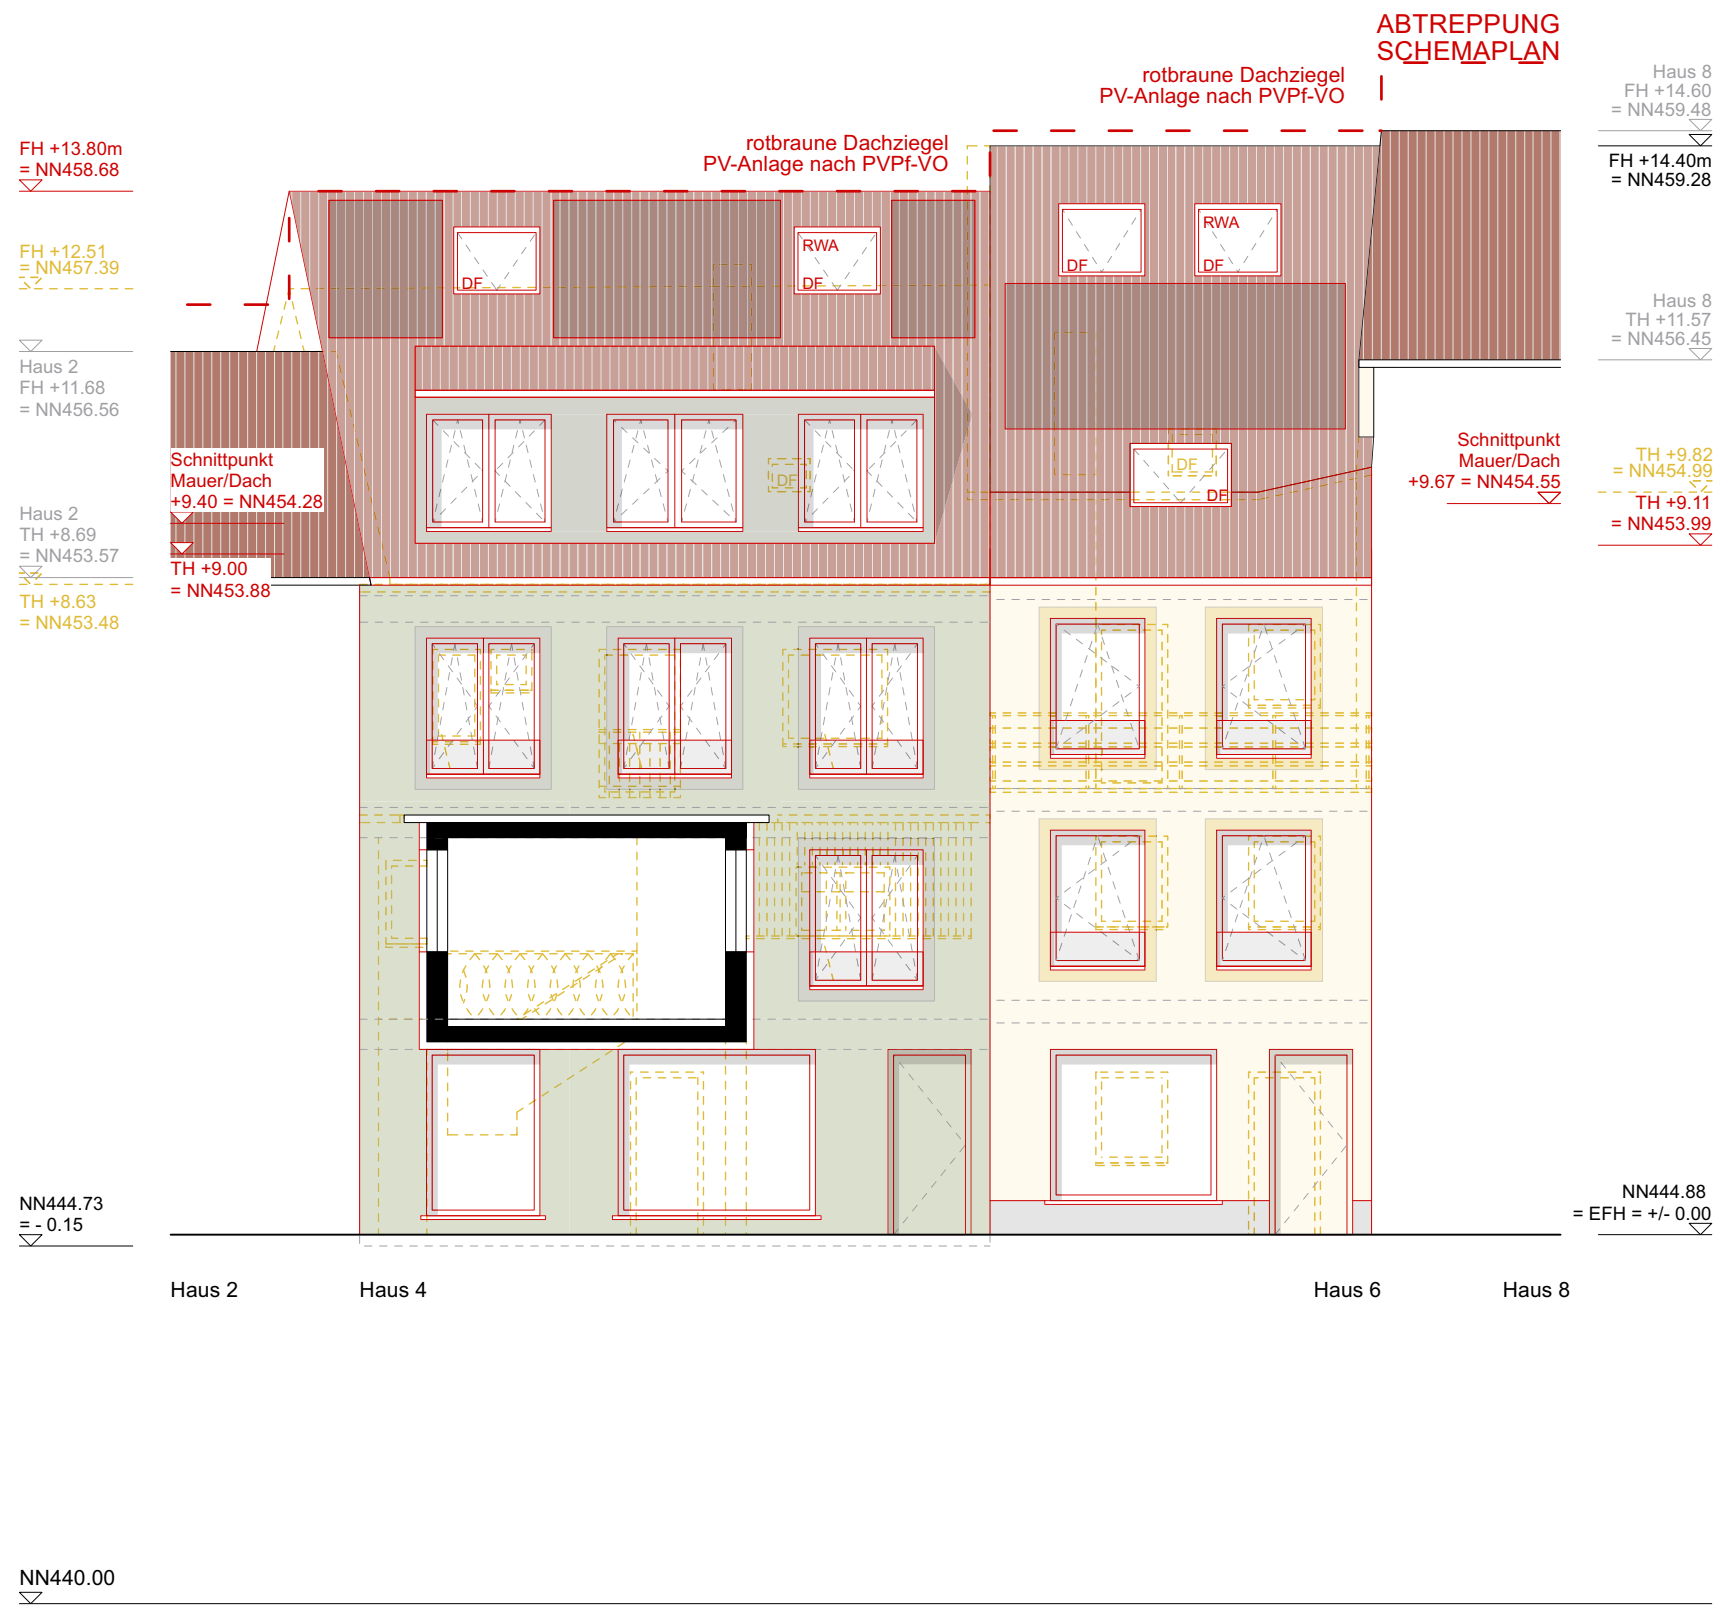 ABTREPPUNG
SCHEMAPLAN
rotbraune Dachziegel
PV-Anlage nach PVPf-VO
Haus 8
FH +14.60
= NN459.48
rotbraune Dachziegel
PV-Anlage nach PVPf-VO
FH +13.80m
= NN458.68
FH +14.40m
= NN459.28
RWA
DF
DF
RWA
DF
DF
FH +12.51
= NN457.39
Haus 8
TH +11.57
= NN456.45
Haus 2
FH +11.68
= NN456.56
Schnittpunkt
Mauer/Dach
+9.40 = NN454.28
Schnittpunkt
Mauer/Dach
+9.67 = NN454.55
TH +9.82
= NN454.99
DF
DF
DF
TH +9.11
= NN453.99
Haus 2
TH +8.69
= NN453.57
TH +9.00
= NN453.88
TH +8.63
= NN453.48
NN444.73
= - 0.15
NN444.88
= EFH = +/- 0.00
Haus 2
Haus 4
Haus 6
Haus 8
NN440.00